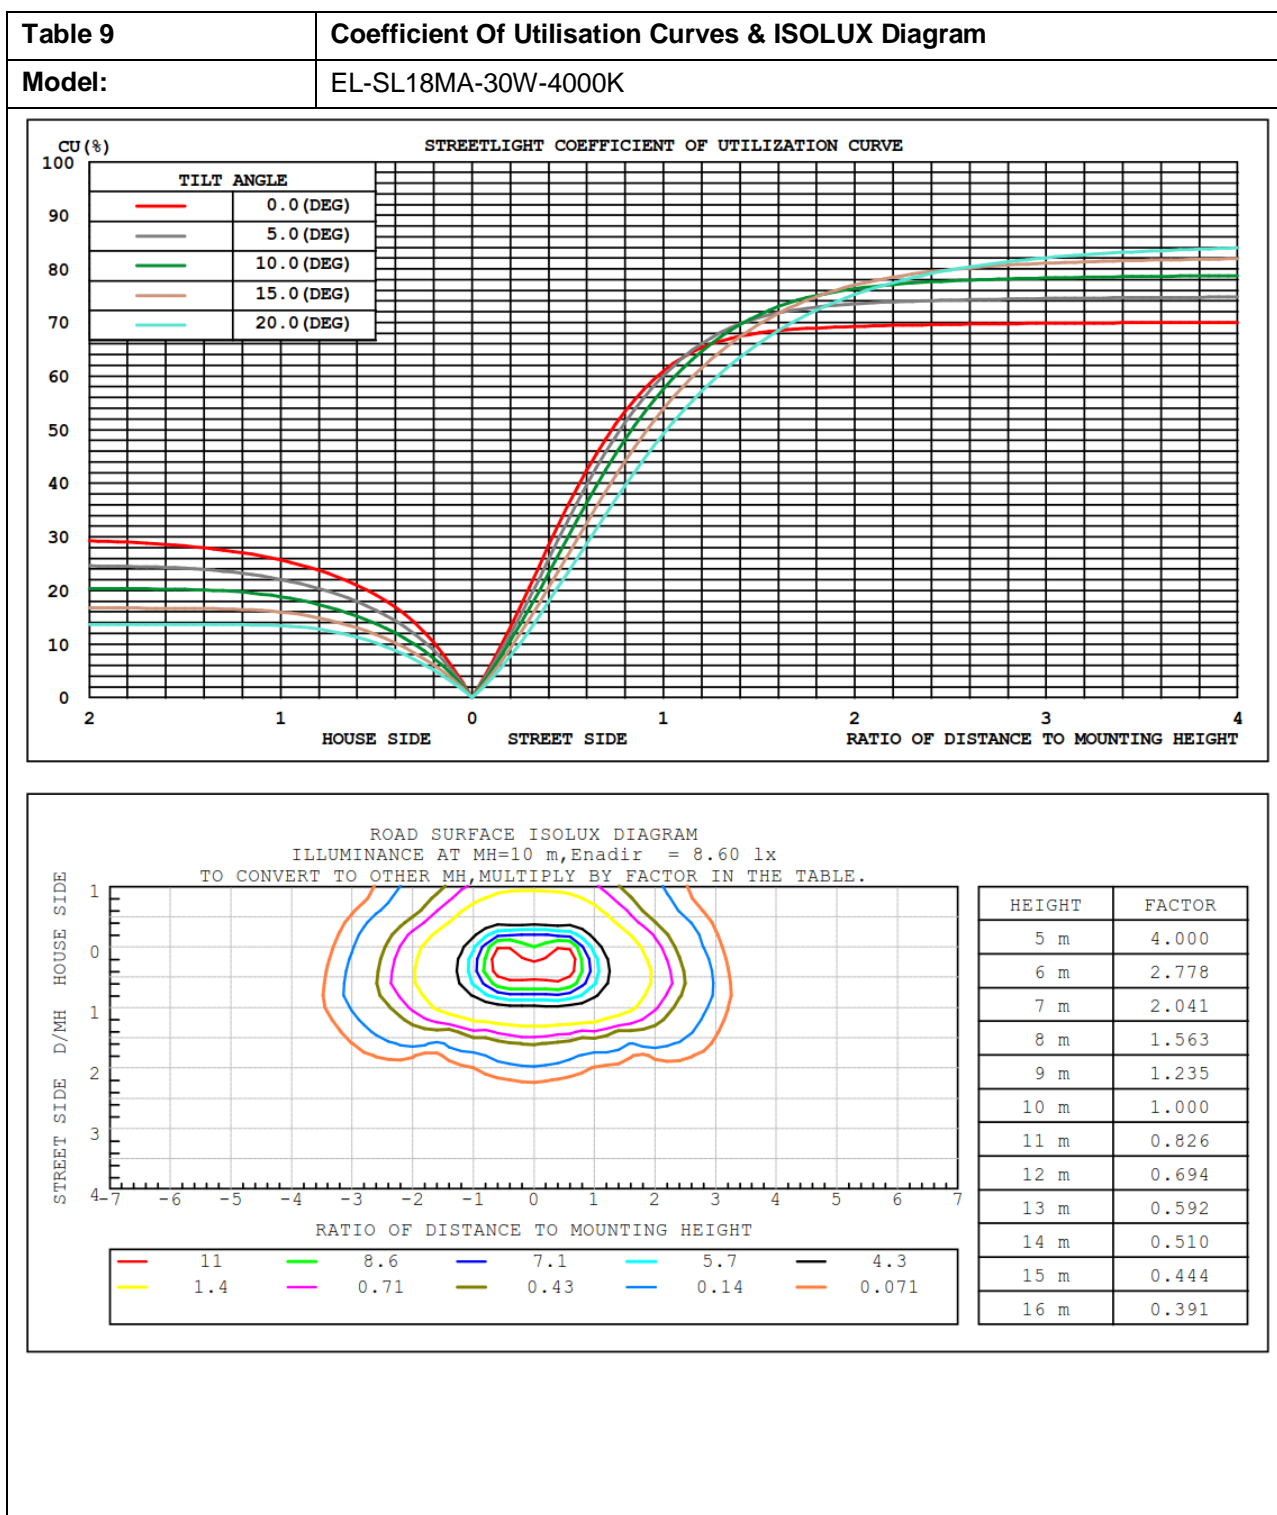 Table 9 Coefficient Of Utilisation Curves & ISOLUX Diagram
Model: EL-SL18MA-30W-4000K
CU(%) STREETLIGHT COEFFICIENT OF UTILIZATION CURVE
100
90
80
70
60
50
40
30
20
10
0
TILT ANGLE
0.0(DEG)
5.0(DEG)
10.0(DEG)
15.0(DEG)
20.0(DEG)
2 1 0 1 2 3 4
HOUSE SIDE STREET SIDE RATIO OF DISTANCE TO MOUNTING HEIGHT
ROAD SURFACE ISOLUX DIAGRAM
ILLUMINANCE AT MH=10 m,Enadir = 8.60 lx
TO CONVERT TO OTHER MH,MULTIPLY BY FACTOR IN THE TABLE.
STREET SIDE D/MH HOUSE SIDE
1
0
1
2
3
4
-7 -6 -5 -4 -3 -2 -1 0 1 2 3 4 5 6 7
RATIO OF DISTANCE TO MOUNTING HEIGHT
11 8.6 7.1 5.7 4.3
1.4 0.71 0.43 0.14 0.071
HEIGHT FACTOR
5 m 4.000
6 m 2.778
7 m 2.041
8 m 1.563
9 m 1.235
10 m 1.000
11 m 0.826
12 m 0.694
13 m 0.592
14 m 0.510
15 m 0.444
16 m 0.391